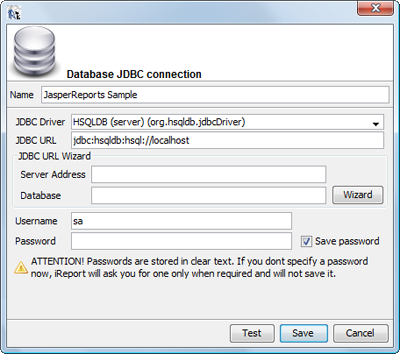 Database JDBC connection
Name JasperReports Sample
JDBC Driver HSQLDB (server) (org.hsqldb.jdbcDriver)
JDBC URL jdbc:hsqldb:hsql://localhost
JDBC URL Wizard
Server Address
Database Wizard
Username sa
Password Save password
ATTENTION! Passwords are stored in clear text. If you dont specify a password
now, iReport will ask you for one only when required and will not save it.
Test Save Cancel